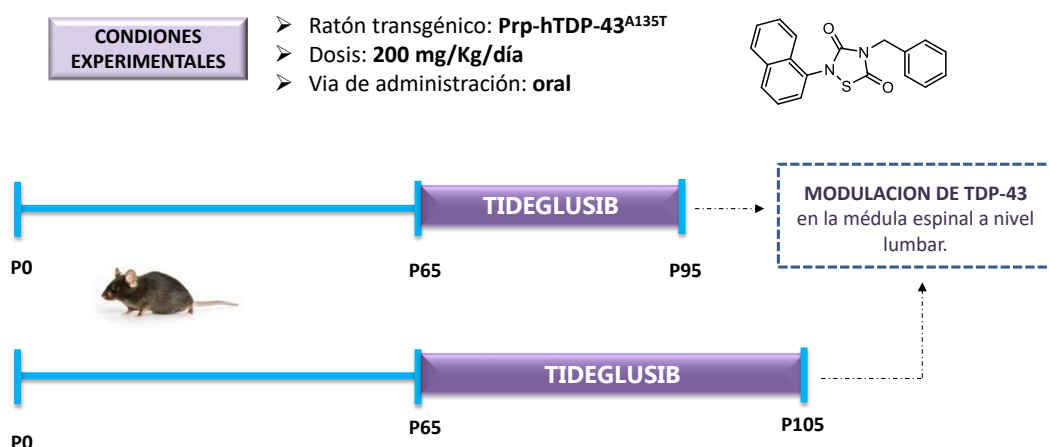 CONDIONES
EXPERIMENTALES
➢ Ratón transgénico: Prp-hTDP-43A135T
➢ Dosis: 200 mg/Kg/día
➢ Via de administración: oral
O
N
N
S
O
TIDEGLUSIB
P0
P65
P95
MODULACION DE TDP-43
en la médula espinal a nivel
lumbar.
TIDEGLUSIB
P0
P65
P105